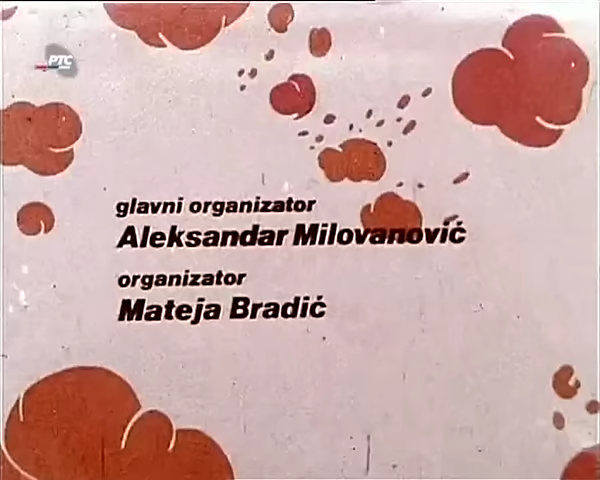 РТС
glavni organizator
Aleksandar Milovanović
organizator
Mateja Bradić